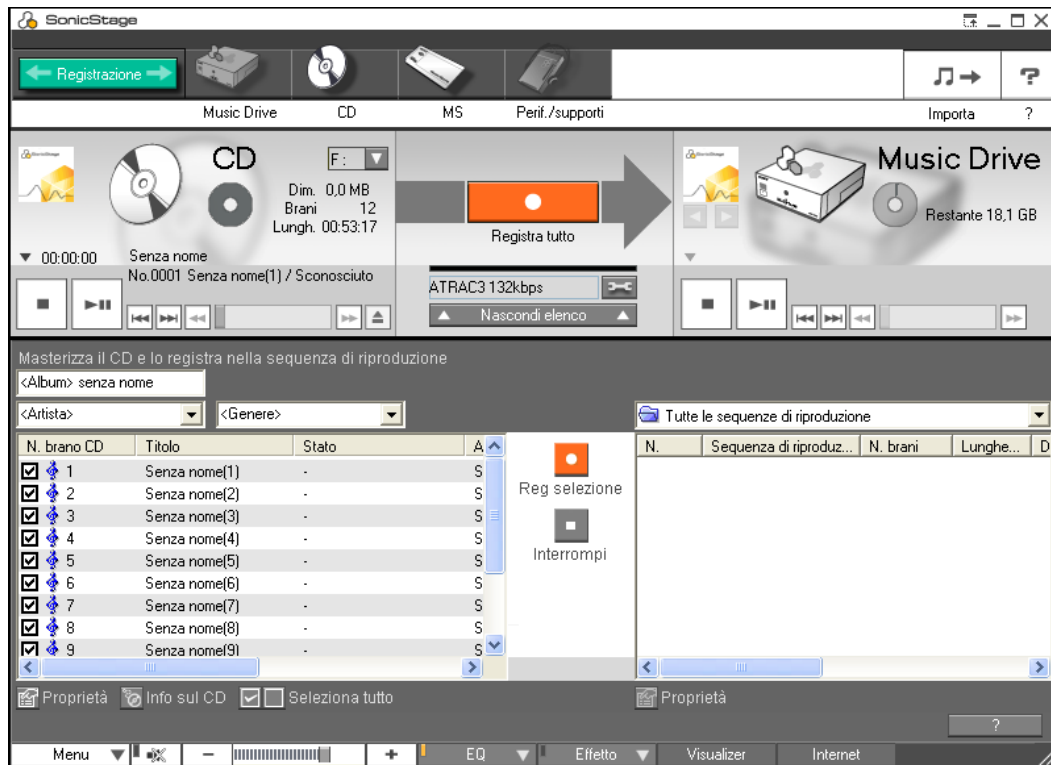 SonicStage
Registrazione
Music Drive
CD
MS
Perif./supporti
Importa
?
CD
F:
Dim. 0,0 MB
Brani 12
Lungh. 00:53:17
Registra tutto
Music Drive
Restante 18,1 GB
00:00:00
Senza nome
No.0001 Senza nome(1) / Sconosciuto
ATRAC3 132kbps
Nascondi elenco
Masterizza il CD e lo registra nella sequenza di riproduzione
<Album> senza nome
<Artista>
<Genere>
Tutte le sequenze di riproduzione
N. brano CD Titolo Stato A
1 Senza nome(1) - S
2 Senza nome(2) - S
3 Senza nome(3) - S
4 Senza nome(4) - S
5 Senza nome(5) - S
6 Senza nome(6) - S
7 Senza nome(7) - S
8 Senza nome(8) - S
9 Senza nome(9) - S
Reg selezione
Interrompi
N. Sequenza di riproduz... N. brani Lunghe... D
Proprietà
Info sul CD
Seleziona tutto
Proprietà
?
Menu
EQ
Effetto
Visualizer
Internet